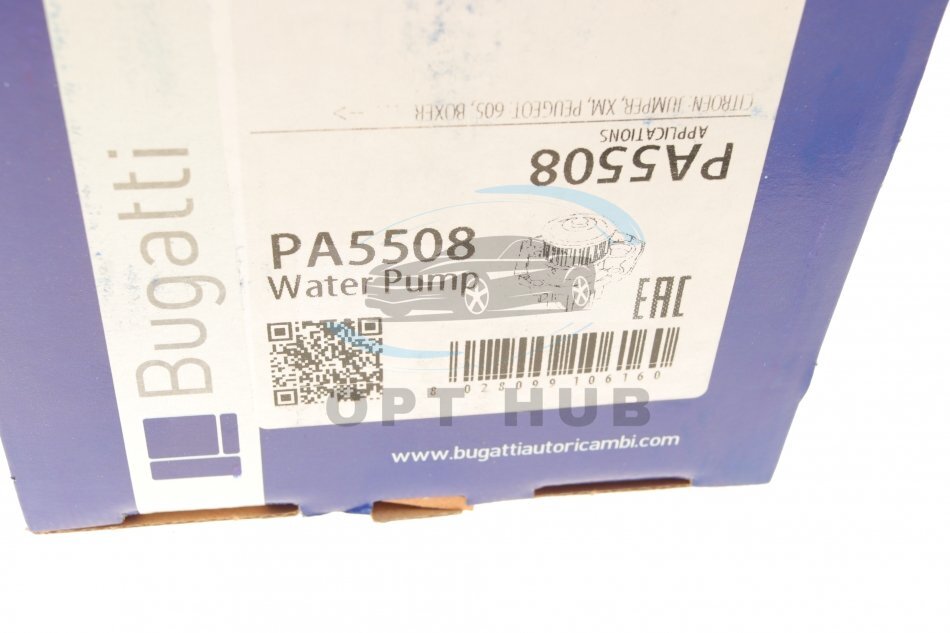 CITROEN: JUMPER, XM, PEUGEOT: 605, BOXER
APPLICATIONS
PA5508
PA5508
Water Pump
EAC
8 028099 106160
OPT HUB
www.bugattiautoricambi.com
Bugatti